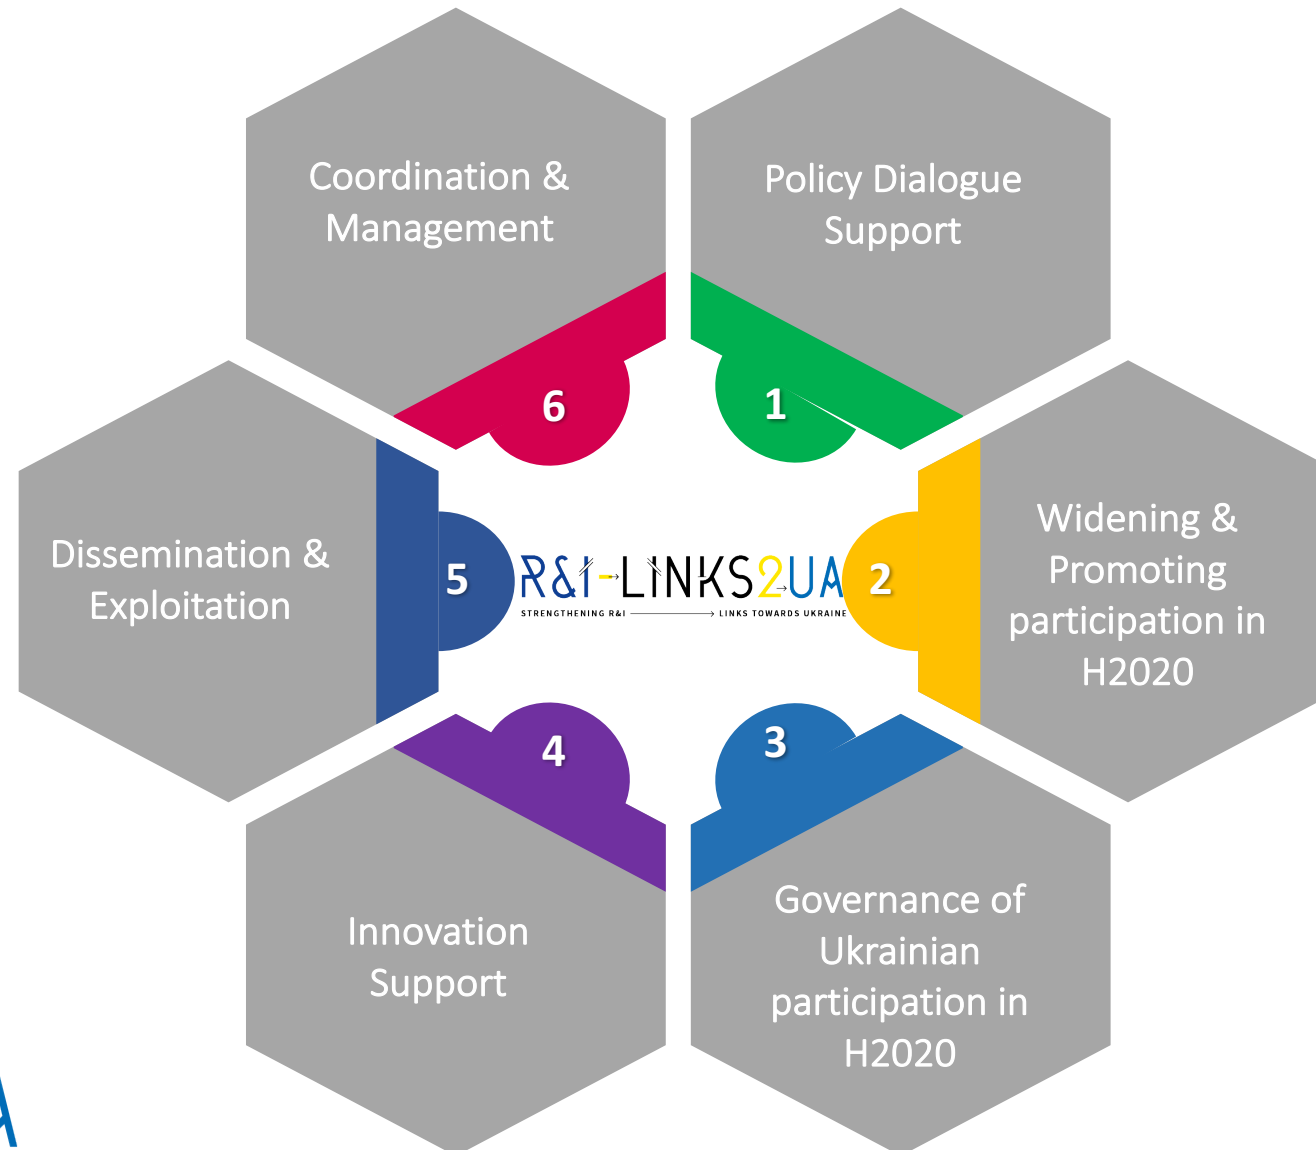 Coordination &
Management
6
Policy Dialogue
Support
1
Widening &
Promoting
participation in
H2020
2
Governance of
Ukrainian
participation in
H2020
3
Innovation
Support
4
Dissemination &
Exploitation
5
R&I-LINKS2UA
STRENGTHENING R&I → LINKS TOWARDS UKRAINE
A